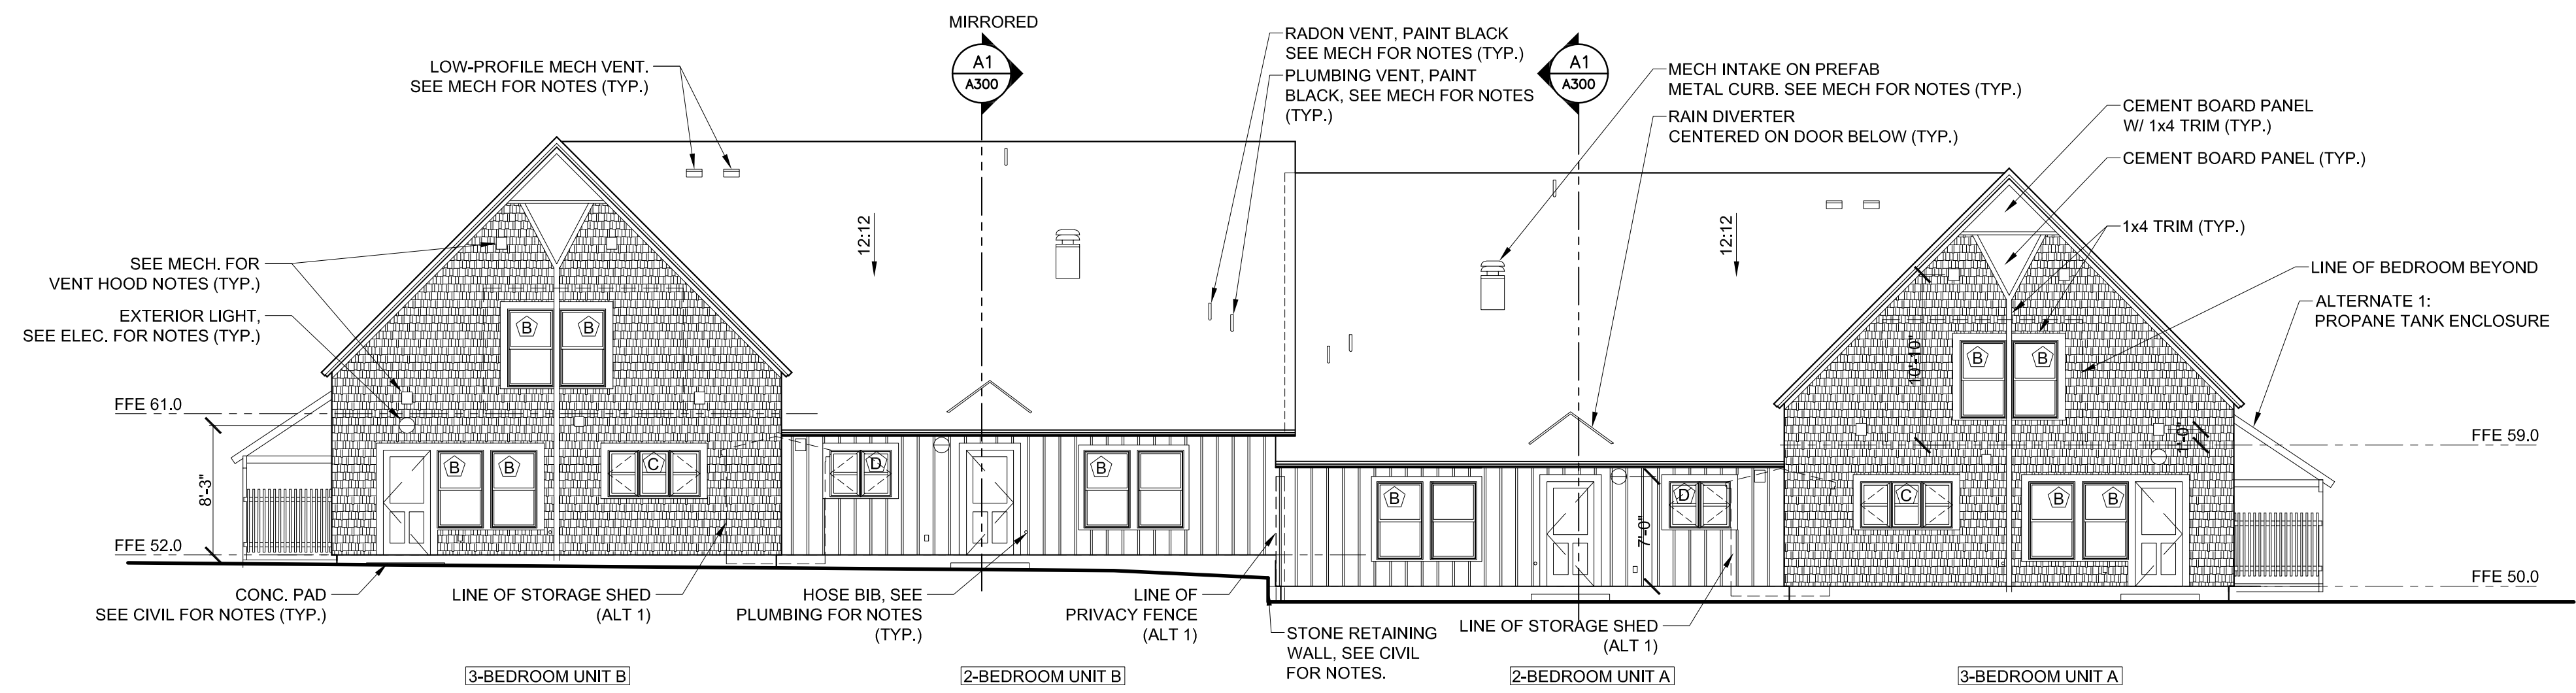 MIRRORED
A1
A300
A1
A300
LOW-PROFILE MECH VENT.
SEE MECH FOR NOTES (TYP.)
RADON VENT, PAINT BLACK
SEE MECH FOR NOTES (TYP.)
PLUMBING VENT, PAINT
BLACK, SEE MECH FOR NOTES
(TYP.)
MECH INTAKE ON PREFAB
METAL CURB. SEE MECH FOR NOTES (TYP.)
RAIN DIVERTER
CENTERED ON DOOR BELOW (TYP.)
CEMENT BOARD PANEL
W/ 1x4 TRIM (TYP.)
CEMENT BOARD PANEL (TYP.)
1x4 TRIM (TYP.)
LINE OF BEDROOM BEYOND
ALTERNATE 1:
PROPANE TANK ENCLOSURE
SEE MECH. FOR
VENT HOOD NOTES (TYP.)
EXTERIOR LIGHT,
SEE ELEC. FOR NOTES (TYP.)
12:12
12:12
B
B
B
B
10'-10"
FFE 61.0
FFE 59.0
1'-0"
8'-3"
B
B
C
D
B
B
D
C
B
B
7'-0"
FFE 52.0
FFE 50.0
CONC. PAD
SEE CIVIL FOR NOTES (TYP.)
LINE OF STORAGE SHED
(ALT 1)
HOSE BIB, SEE
PLUMBING FOR NOTES
(TYP.)
LINE OF
PRIVACY FENCE
(ALT 1)
STONE RETAINING
WALL, SEE CIVIL
FOR NOTES.
LINE OF STORAGE SHED
(ALT 1)
3-BEDROOM UNIT B
2-BEDROOM UNIT B
2-BEDROOM UNIT A
3-BEDROOM UNIT A